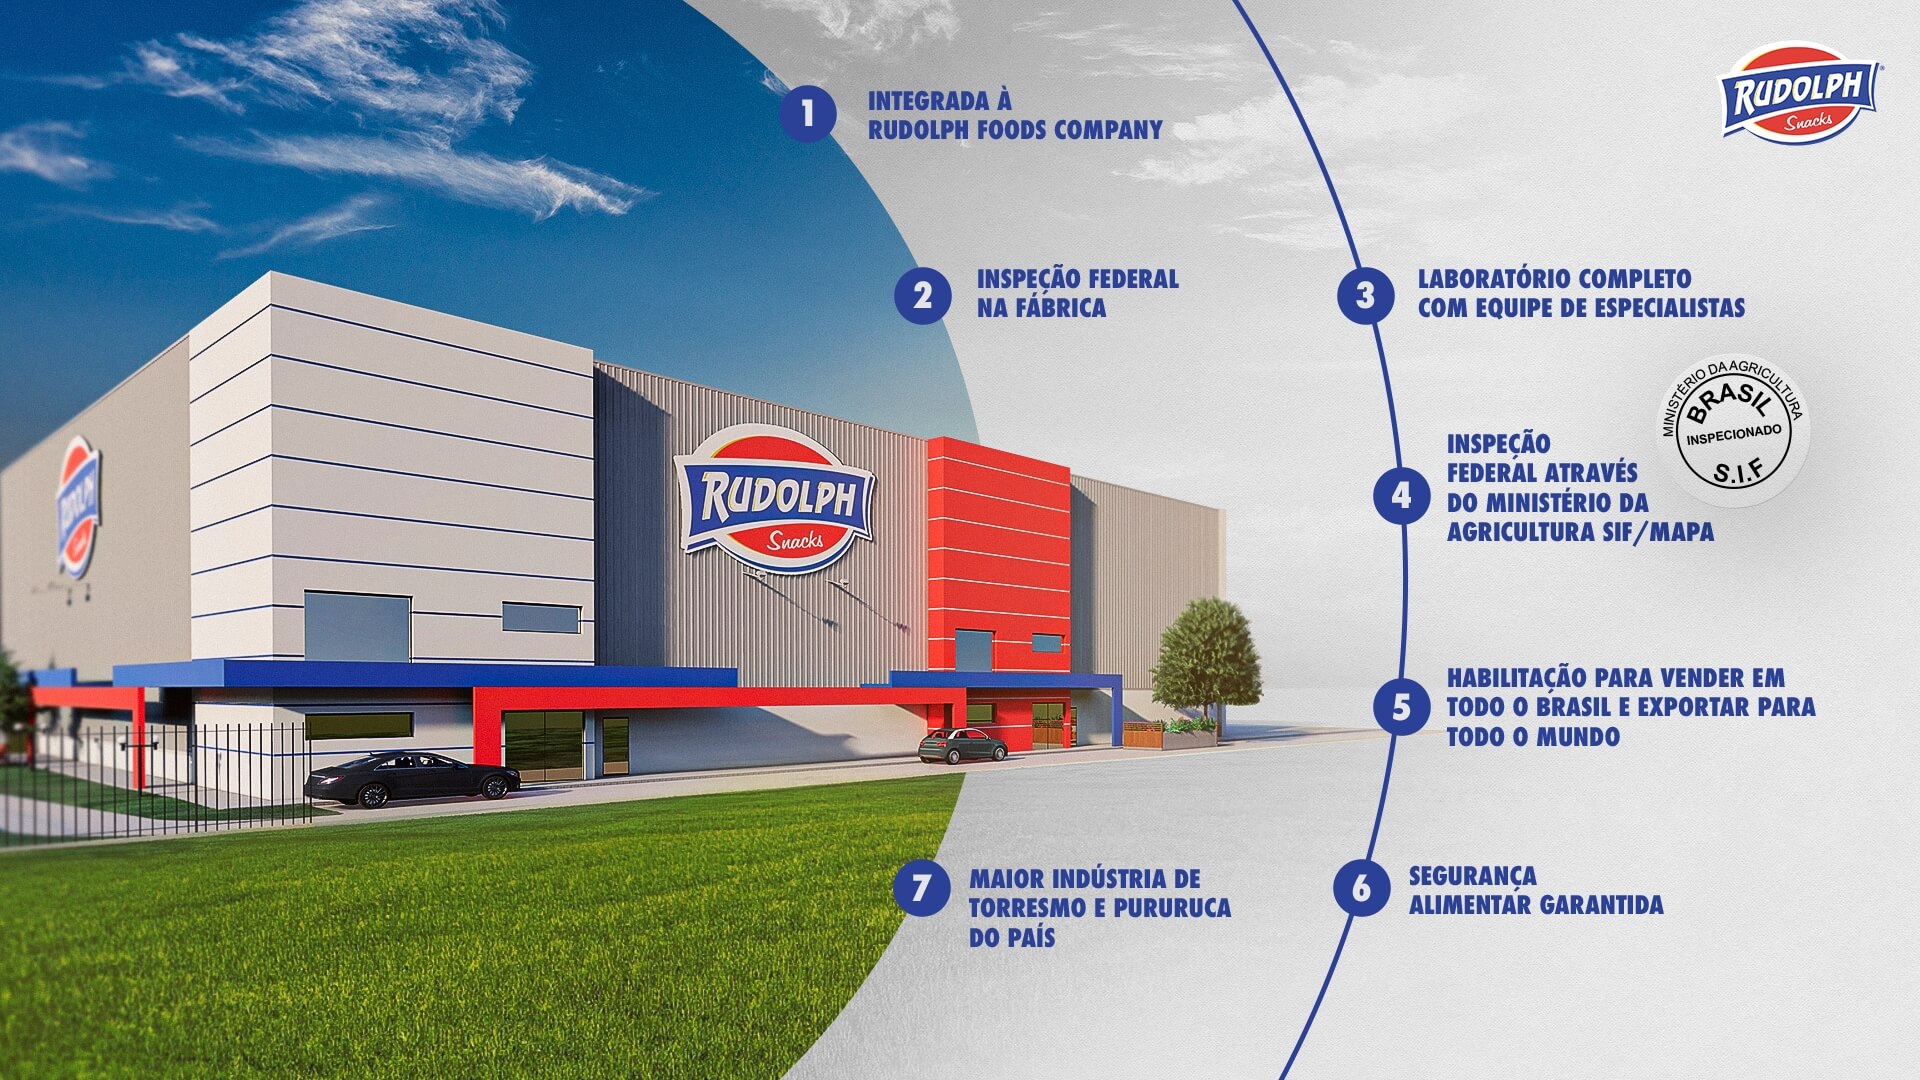 1
INTEGRADA À
RUDOLPH FOODS COMPANY
RUDOLPH
Snacks
®
2
INSPEÇÃO FEDERAL
NA FÁBRICA
3
LABORATÓRIO COMPLETO
COM EQUIPE DE ESPECIALISTAS
MINISTÉRIO DA AGRICULTURA
BRASIL
INSPECIONADO
S.I.F
4
INSPEÇÃO
FEDERAL ATRAVÉS
DO MINISTÉRIO DA
AGRICULTURA SIF/MAPA
RUDOLPH
RUDOLPH
Snacks
5
HABILITAÇÃO PARA VENDER EM
TODO O BRASIL E EXPORTAR PARA
TODO O MUNDO
7
MAIOR INDÚSTRIA DE
TORRESMO E PURURUCA
DO PAÍS
6
SEGURANÇA
ALIMENTAR GARANTIDA